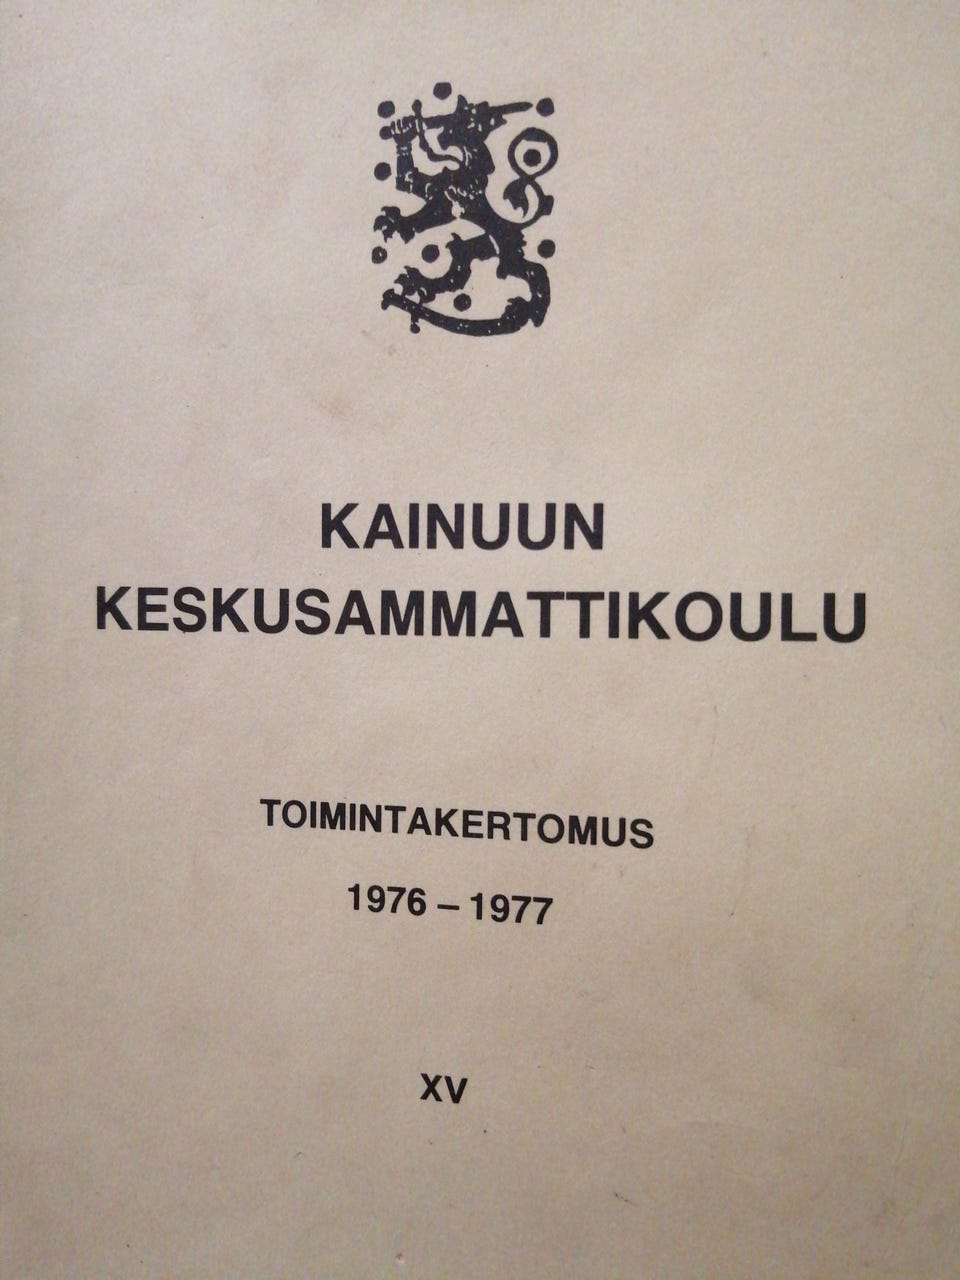 KAINUUN
KESKUSAMMATTIKOULU
TOIMINTAKERTOMUS
1976 – 1977
XV